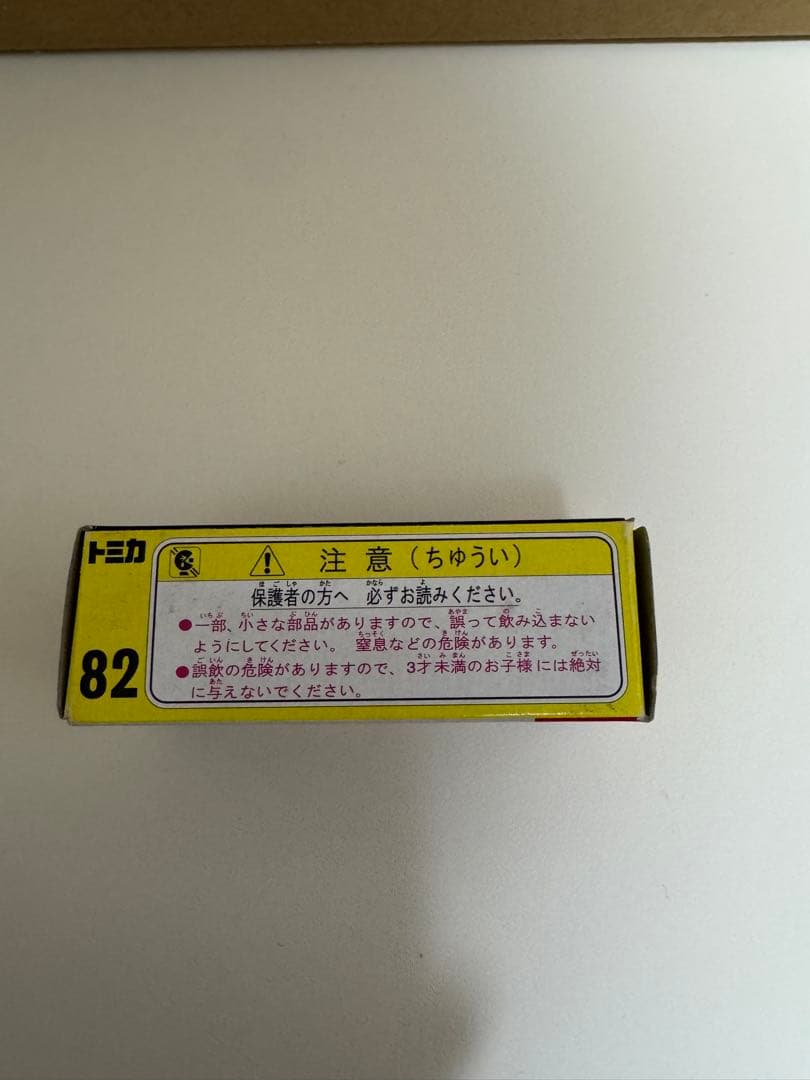 トミカ
82
注意(ちゅうい)
保護者の方へ 必ずお読みください。
●一部、小さな部品がありますので、誤って飲み込まない
ようにしてください。 窒息などの危険があります。
●誤飲の危険がありますので、3才未満のお子様には絶対
に与えないでください。